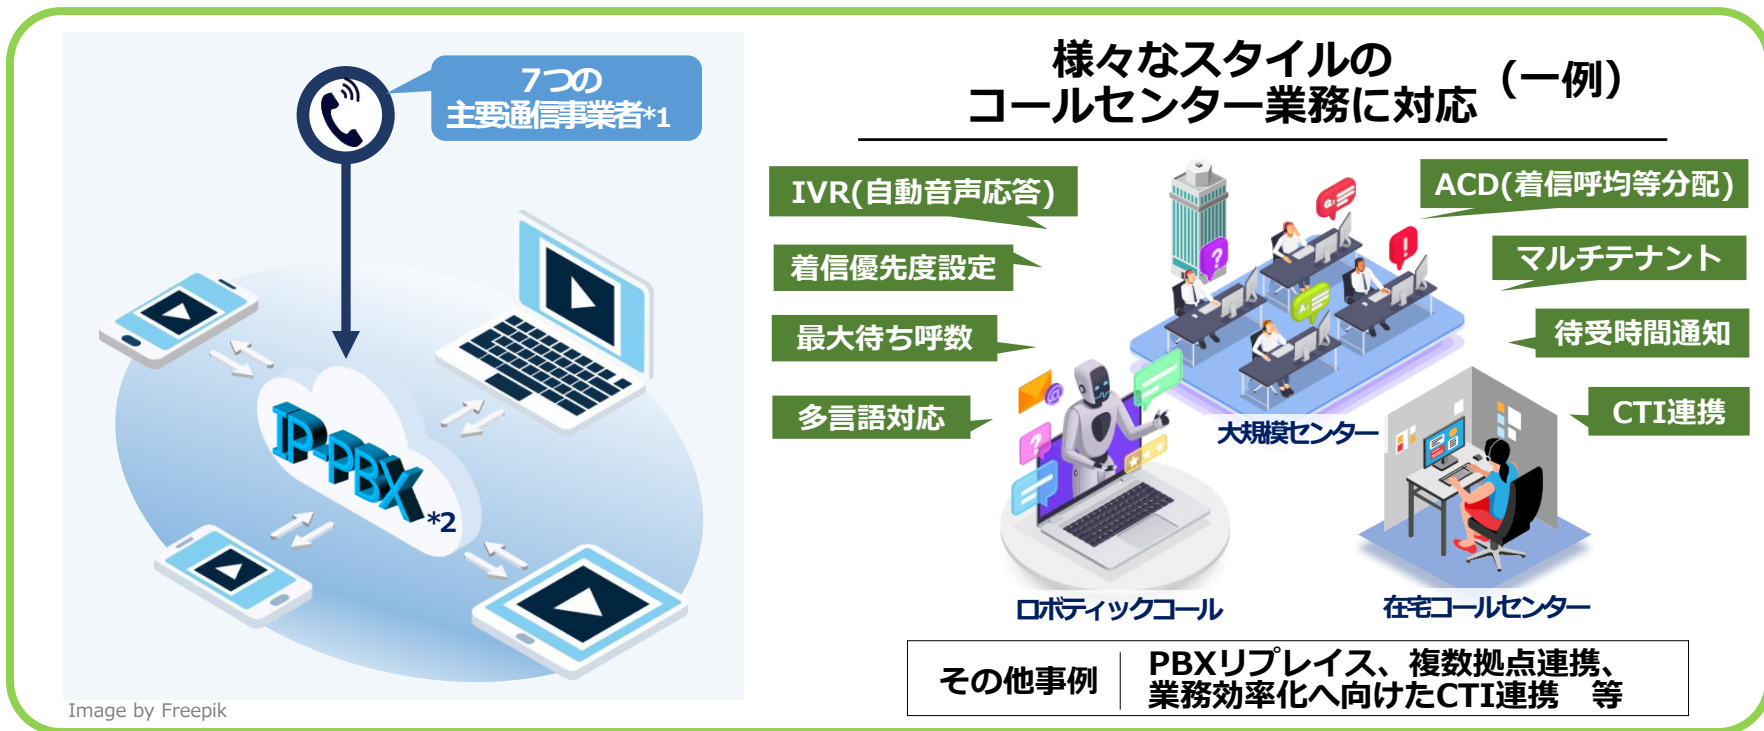 7つの
主要通信事業者*1
IP-PBX
*2
Image by Freepik
様々なスタイルの
コールセンター業務に対応
(一例)
IVR(自動音声応答)
着信優先度設定
最大待ち呼数
多言語対応
ACD(着信呼均等分配)
マルチテナント
待受時間通知
CTI連携
Q:
?
!
A:
@
?
大規模センター
ロボティックコール
在宅コールセンター
その他事例
PBXリプレイス、複数拠点連携、
業務効率化へ向けたCTI連携 等